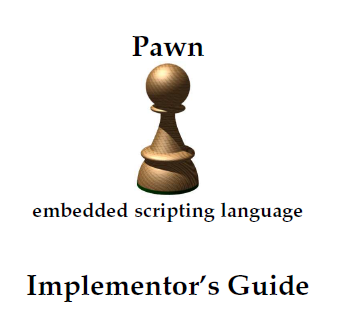 Pawn
embedded scripting language
Implementor’s Guide